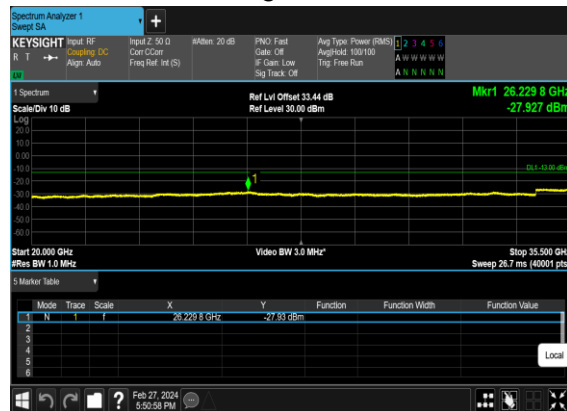 Spectrum Analyzer 1
Swept SA
+
KEYSIGHT Input: RF Input Z: 50 Ω #Atten: 20 dB PNO: Fast Avg Type: Power (RMS) 1 2 3 4 5 6
R T Coupling: DC Corr CCorr Gate: Off Avg|Hold: 100/100 A W W W W W
Align: Auto Freq Ref: Int (S) IF Gain: Low Trig: Free Run A N N N N N
Sig Track: Off
1 Spectrum Ref Lvl Offset 33.44 dB Mkr1 26.229 8 GHz
Scale/Div 10 dB Ref Level 30.00 dBm -27.927 dBm
Log
20.0
10.0
0.00
-10.0 DL1 -13.00 dBm
1
-20.0
-30.0
-40.0
-50.0
-60.0
Start 20.000 GHz Video BW 3.0 MHz* Stop 35.500 GHz
#Res BW 1.0 MHz Sweep 26.7 ms (40001 pts)
5 Marker Table
Mode Trace Scale X Y Function Function Width Function Value
1 N 1 f 26.229 8 GHz -27.93 dBm
2
3
4
5
6
Local
? Feb 27, 2024
5:50:58 PM